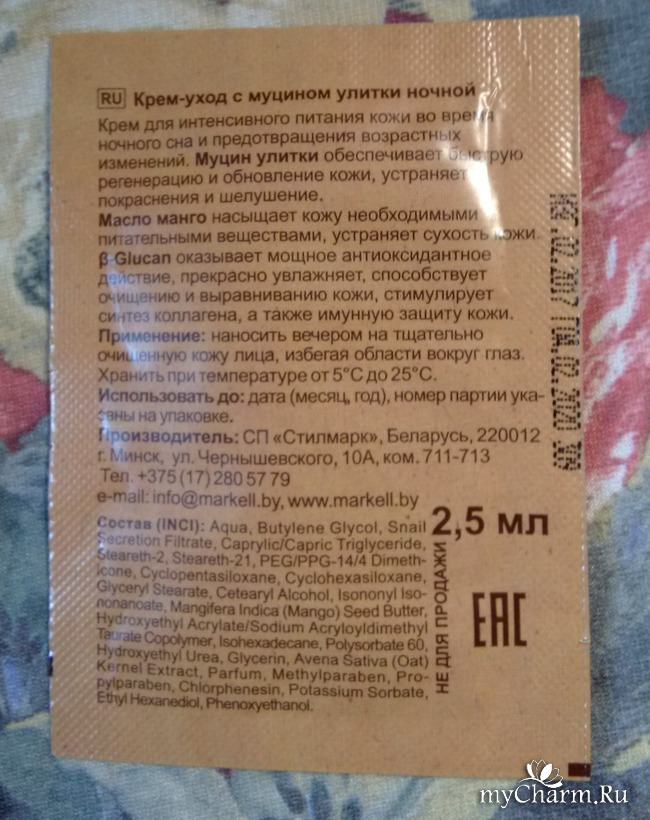 RU Крем-уход с муцином улитки ночной
Крем для интенсивного питания кожи во время
ночного сна и предотвращения возрастных
изменений. Муцин улитки обеспечивает быструю
регенерацию и обновление кожи, устраняет
покраснения и шелушение.
Масло манго насыщает кожу необходимыми
питательными веществами, устраняет сухость кожи.
β-Glucan оказывает мощное антиоксидантное
действие, прекрасно увлажняет, способствует
очищению и выравниванию кожи, стимулирует
синтез коллагена, а также имунную защиту кожи.
Применение: наносить вечером на тщательно
очищенную кожу лица, избегая области вокруг глаз.
Хранить при температуре от 5°С до 25°С.
Использовать до: дата (месяц, год), номер партии ука-
заны на упаковке.
Производитель: СП «Стилмарк», Беларусь, 220012
г. Минск, ул. Чернышевского, 10А, ком. 711-713
Тел. +375 (17) 280 57 79
e-mail: info@markell.by, www.markell.by
Состав (INCI): Aqua, Butylene Glycol, Snail
Secretion Filtrate, Caprylic/Capric Triglyceride,
Steareth-2, Steareth-21, PEG/PPG-14/4 Dimeth-
icone, Cyclopentasiloxane, Cyclohexasiloxane,
Glyceryl Stearate, Cetearyl Alcohol, Isononyl Iso-
nonanoate, Mangifera Indica (Mango) Seed Butter,
Hydroxyethyl Acrylate/Sodium Acryloyldimethyl
Taurate Copolymer, Isohexadecane, Polysorbate 60,
Hydroxyethyl Urea, Glycerin, Avena Sativa (Oat)
Kernel Extract, Parfum, Methylparaben, Pro-
pylparaben, Chlorphenesin, Potassium Sorbate,
Ethyl Hexanediol, Phenoxyethanol.
2,5 мл
НЕ ДЛЯ ПРОДАЖИ
EAC
02.2017
02.2020
myCharm.Ru